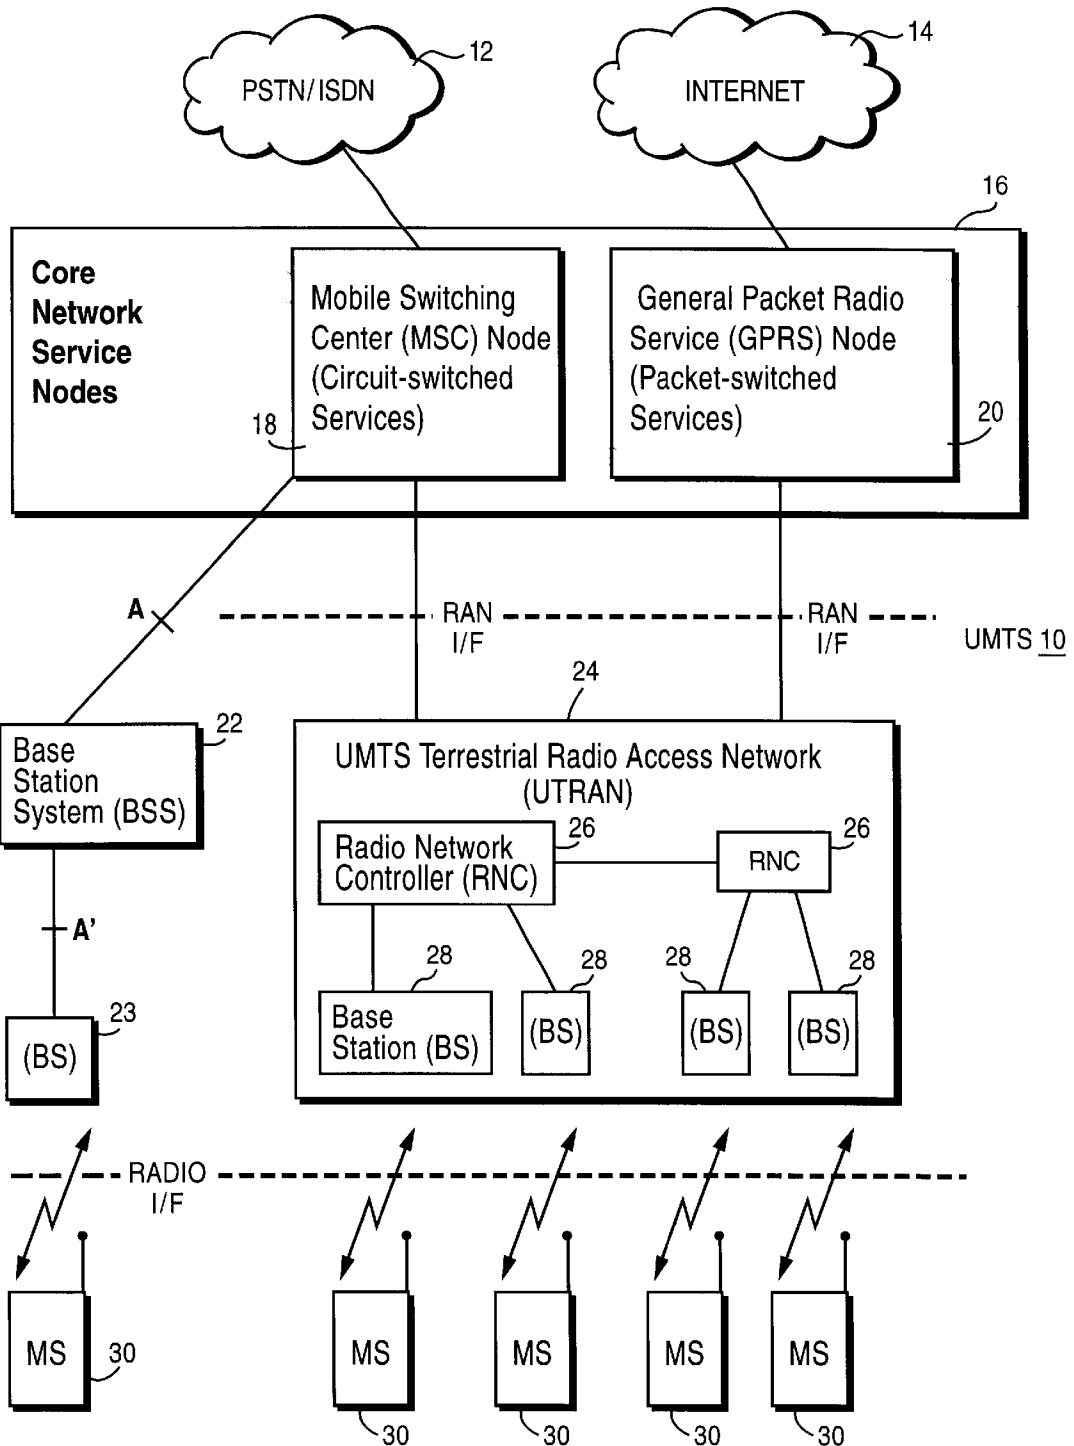 12
14
PSTN/ISDN
INTERNET
16
Core
Network
Service
Nodes
Mobile Switching
Center (MSC) Node
(Circuit-switched
Services)
18
General Packet Radio
Service (GPRS) Node
(Packet-switched
Services)
20
A
RAN
I/F
RAN
I/F
UMTS 10
22
Base
Station
System (BSS)
24
UMTS Terrestrial Radio Access Network
(UTRAN)
26
Radio Network
Controller (RNC)
26
RNC
A'
28
Base
Station (BS)
28
(BS)
28
(BS)
28
(BS)
23
(BS)
RADIO
I/F
MS
30
MS
30
MS
30
MS
30
MS
30